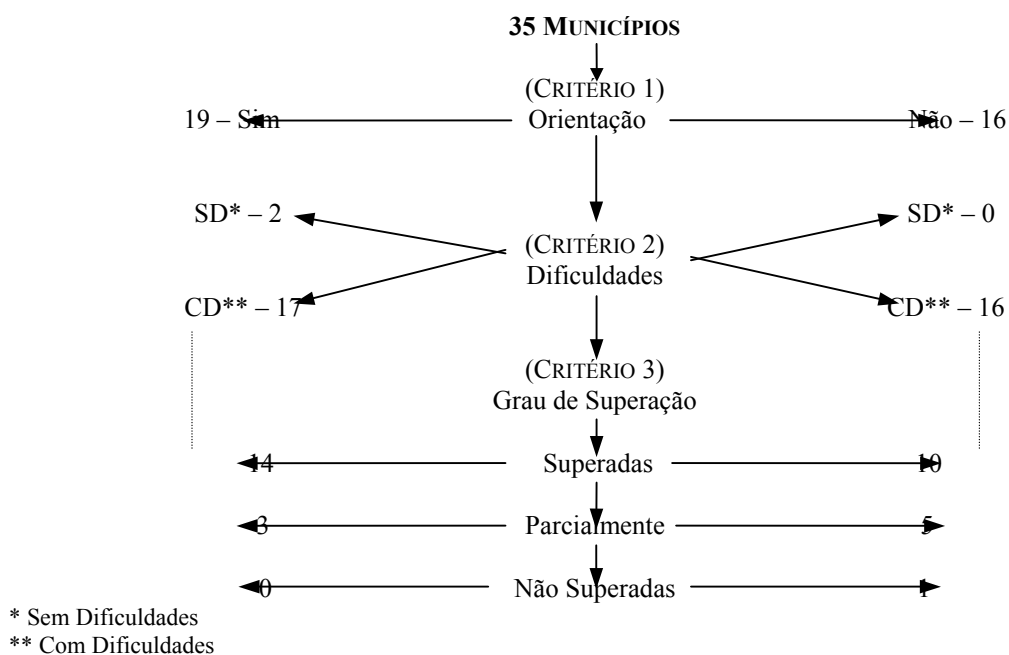 35 MUNICÍPIOS
(CRITÉRIO 1)
19 – Sim Orientação Não – 16
SD* – 2 SD* – 0
(CRITÉRIO 2)
Dificuldades
CD** – 17 CD** – 16
(CRITÉRIO 3)
Grau de Superação
14 Superadas 10
3 Parcialmente 5
0 Não Superadas 1
* Sem Dificuldades
** Com Dificuldades